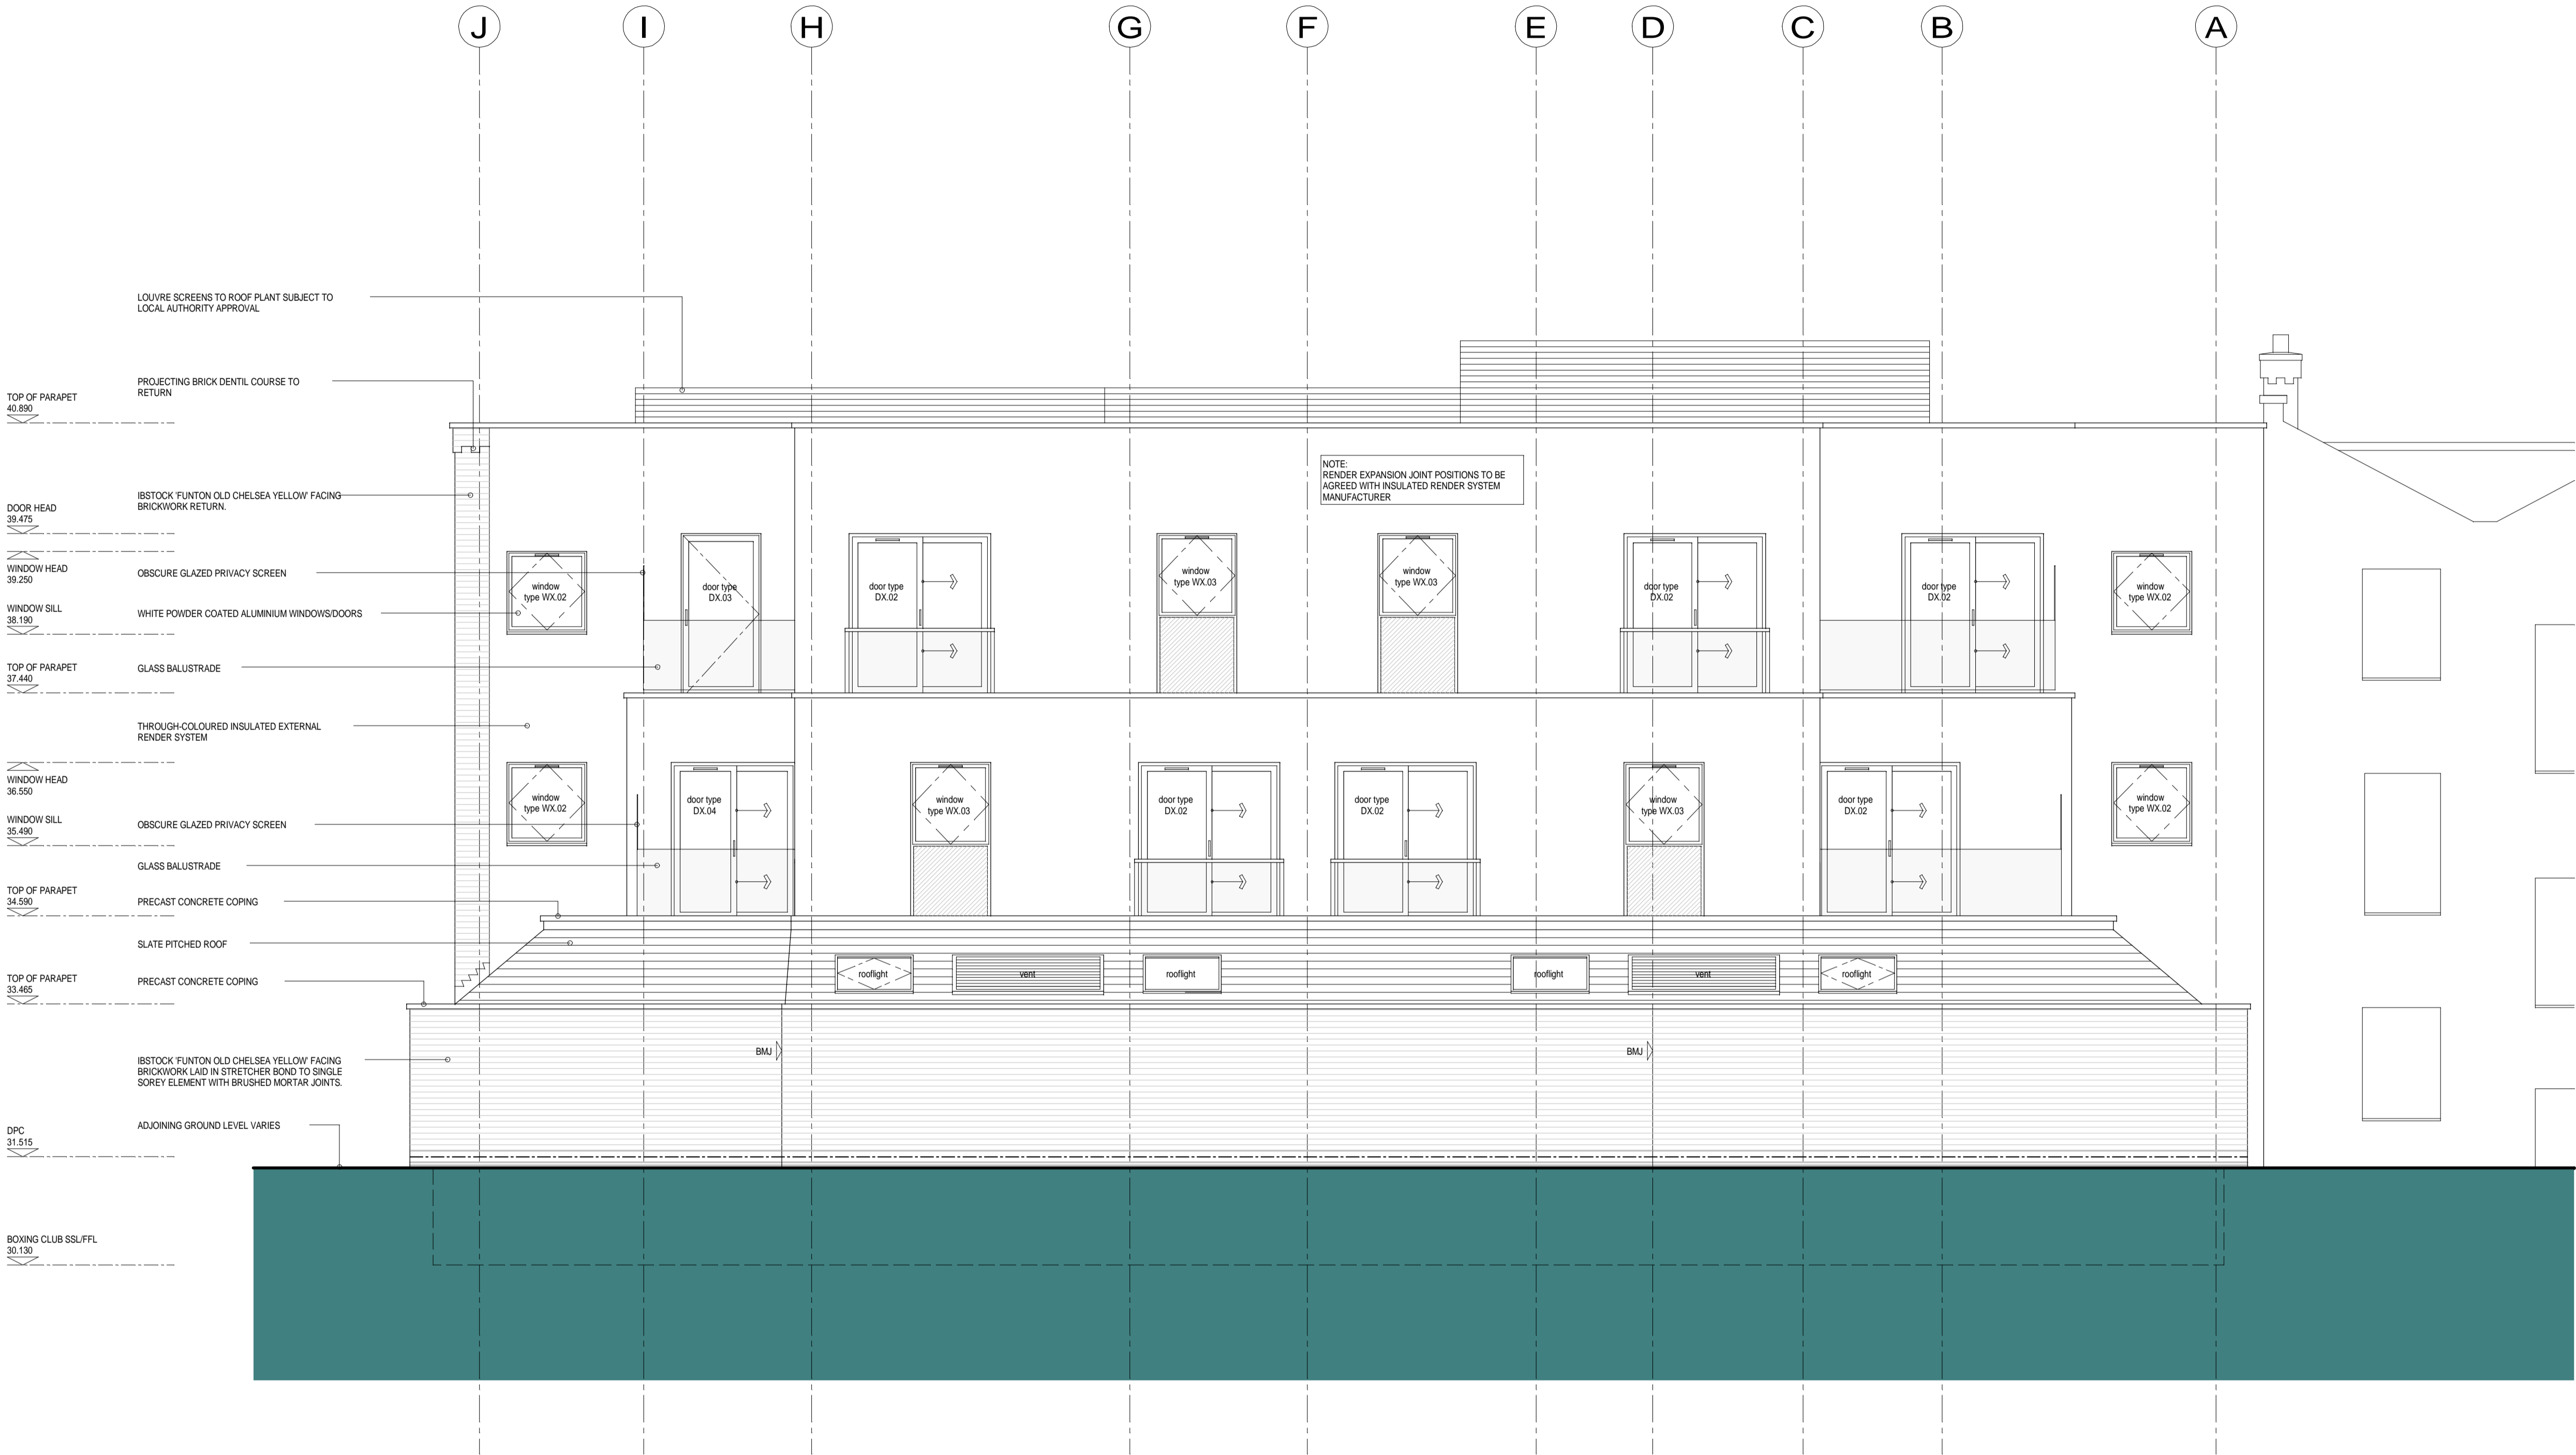 J I H G F E D C B A
LOUVRE SCREENS TO ROOF PLANT SUBJECT TO
LOCAL AUTHORITY APPROVAL
PROJECTING BRICK DENTIL COURSE TO
RETURN
TOP OF PARAPET
40.890
NOTE:
RENDER EXPANSION JOINT POSITIONS TO BE
AGREED WITH INSULATED RENDER SYSTEM
MANUFACTURER
IBSTOCK 'FUNTON OLD CHELSEA YELLOW' FACING
BRICKWORK RETURN.
DOOR HEAD
39.475
WINDOW HEAD
39.250
OBSCURE GLAZED PRIVACY SCREEN
window
type WX.02
door type
DX.03
door type
DX.02
window
type WX.03
window
type WX.03
door type
DX.02
door type
DX.02
window
type WX.02
WINDOW SILL
38.190
WHITE POWDER COATED ALUMINIUM WINDOWS/DOORS
TOP OF PARAPET
37.440
GLASS BALUSTRADE
THROUGH-COLOURED INSULATED EXTERNAL
RENDER SYSTEM
WINDOW HEAD
36.550
window
type WX.02
door type
DX.04
window
type WX.03
door type
DX.02
door type
DX.02
window
type WX.03
door type
DX.02
window
type WX.02
WINDOW SILL
35.490
OBSCURE GLAZED PRIVACY SCREEN
GLASS BALUSTRADE
TOP OF PARAPET
34.590
PRECAST CONCRETE COPING
SLATE PITCHED ROOF
TOP OF PARAPET
33.465
PRECAST CONCRETE COPING
rooflight
vent
rooflight
rooflight
vent
rooflight
BMJ
BMJ
IBSTOCK 'FUNTON OLD CHELSEA YELLOW' FACING
BRICKWORK LAID IN STRETCHER BOND TO SINGLE
SOREY ELEMENT WITH BRUSHED MORTAR JOINTS.
ADJOINING GROUND LEVEL VARIES
DPC
31.515
BOXING CLUB SSL/FFL
30.130